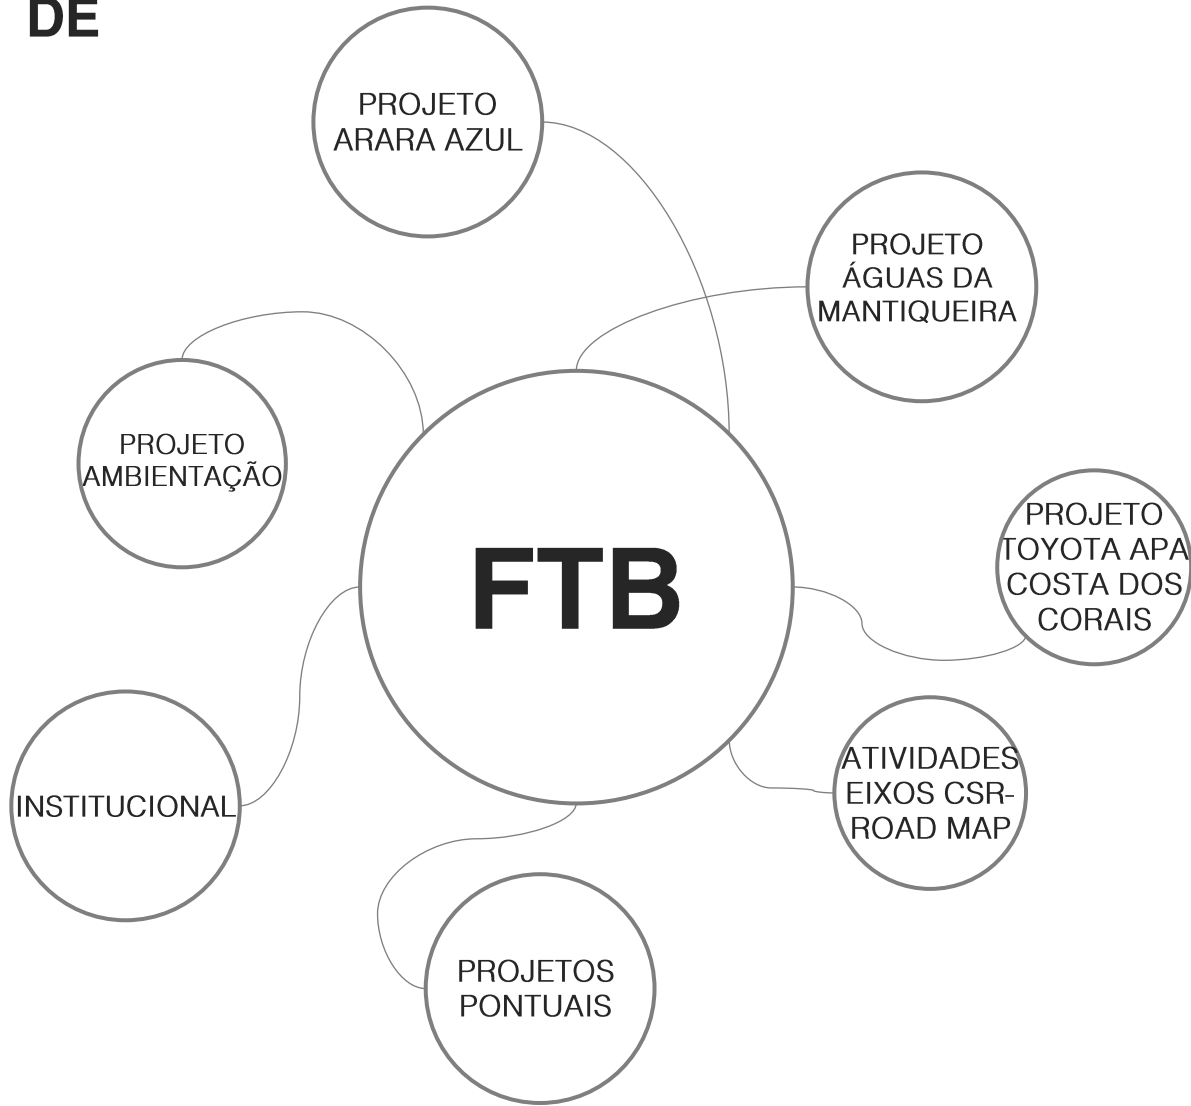 DE
PROJETO
ARARA AZUL
PROJETO
ÁGUAS DA
MANTIQUEIRA
PROJETO
AMBIENTAÇÃO
PROJETO
TOYOTA APA
COSTA DOS
CORAIS
FTB
ATIVIDADES
EIXOS CSR-
ROAD MAP
INSTITUCIONAL
PROJETOS
PONTUAIS